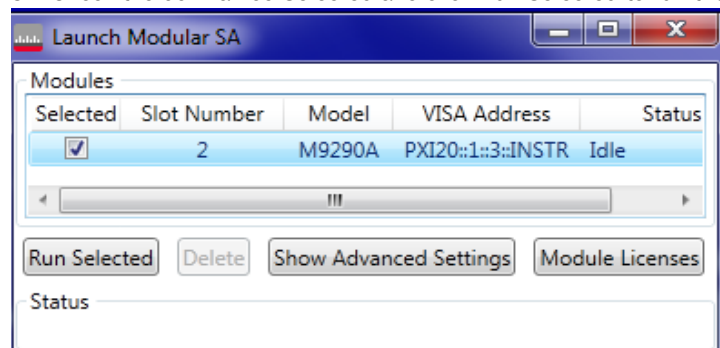 Launch Modular SA
Modules
Selected Slot Number Model VISA Address Status
2 M9290A PXI20::1::3::INSTR Idle
Run Selected Delete Show Advanced Settings Module Licenses
Status